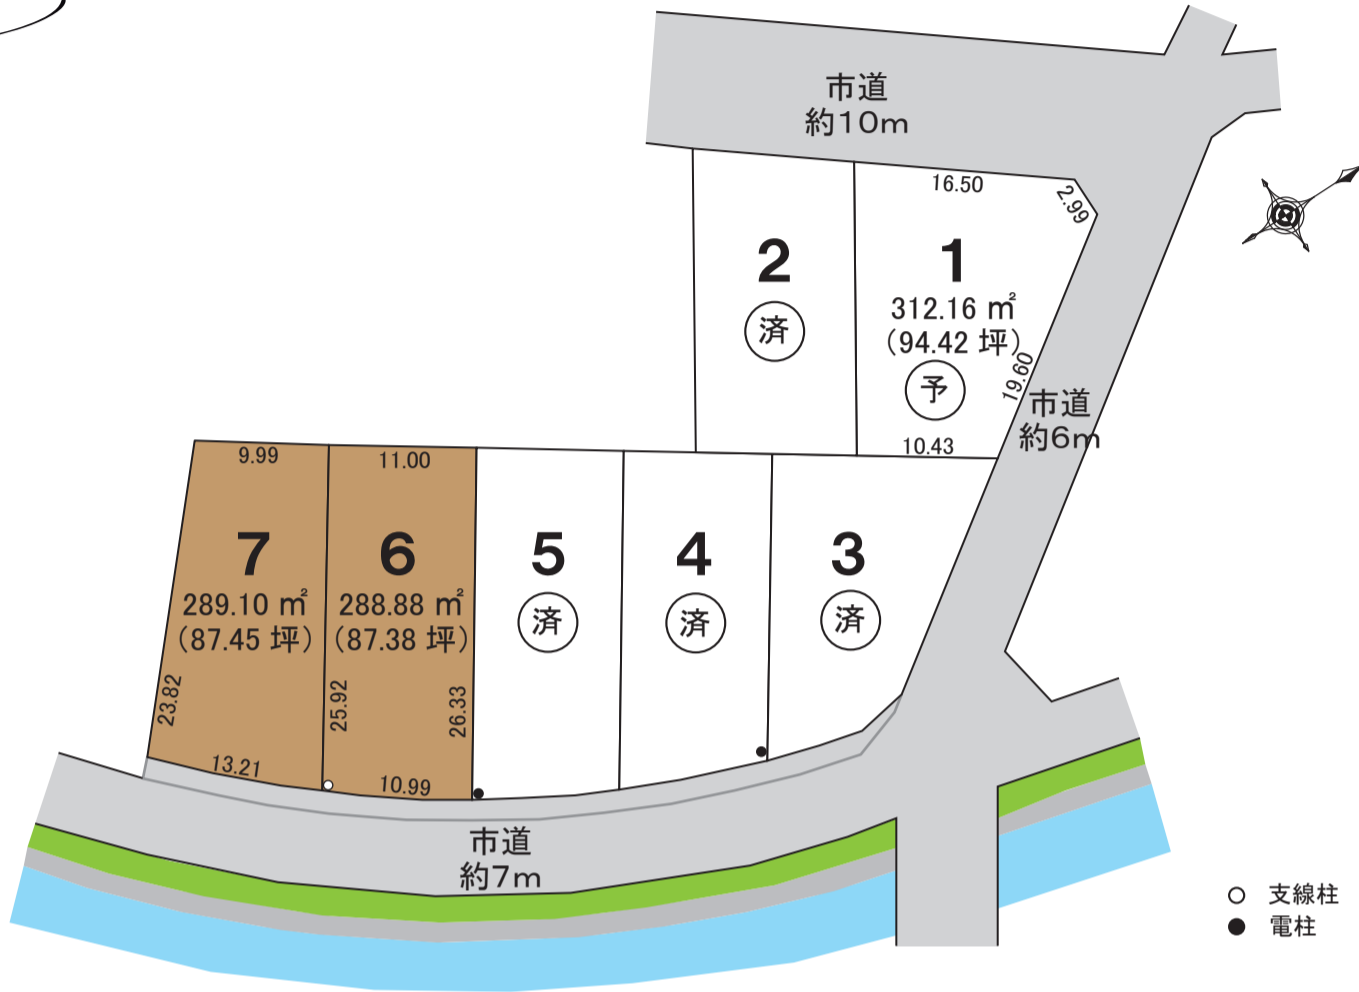 市道
約10m
16.50
2.99
2
済
1
312.16 ㎡
(94.42 坪)
予
19.60
10.43
市道
約6m
9.99
11.00
7
289.10 ㎡
(87.45 坪)
6
288.88 ㎡
(87.38 坪)
5
済
4
済
3
済
23.82
25.92
26.33
13.21
10.99
市道
約7m
支線柱
電柱